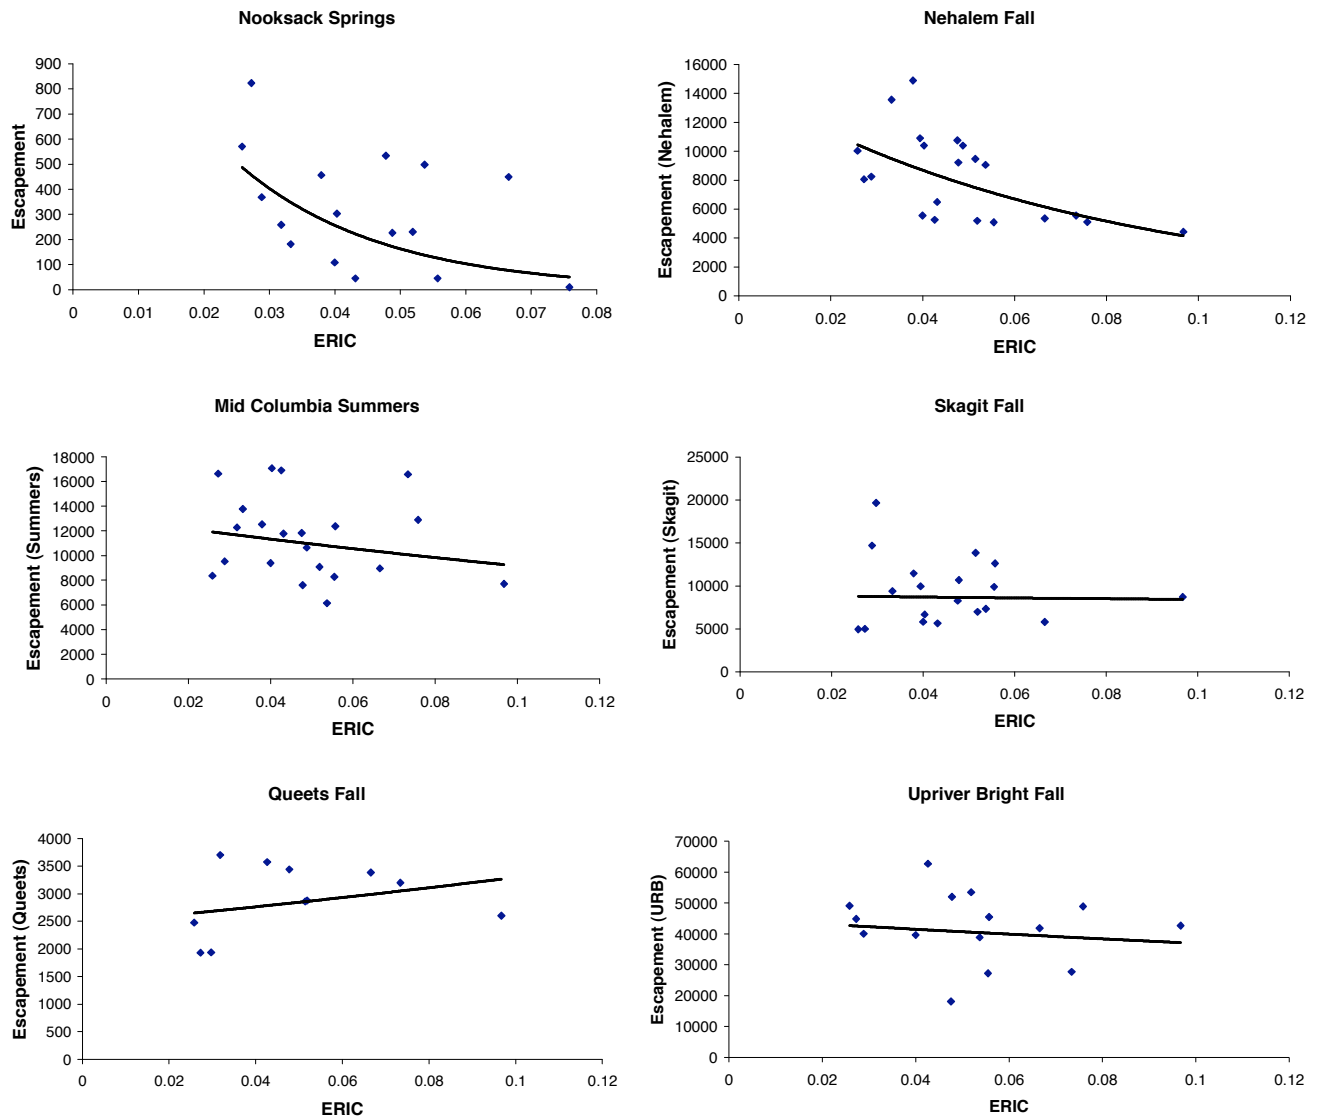 Nooksack Springs
Escapement
900
800
700
600
500
400
300
200
100
0
0 0.01 0.02 0.03 0.04 0.05 0.06 0.07 0.08
ERIC
Nehalem Fall
Escapement (Nehalem)
16000
14000
12000
10000
8000
6000
4000
2000
0
0 0.02 0.04 0.06 0.08 0.1 0.12
ERIC
Mid Columbia Summers
Escapement (Summers)
18000
16000
14000
12000
10000
8000
6000
4000
2000
0
0 0.02 0.04 0.06 0.08 0.1 0.12
ERIC
Skagit Fall
Escapement (Skagit)
25000
20000
15000
10000
5000
0
0 0.02 0.04 0.06 0.08 0.1 0.12
ERIC
Queets Fall
Escapement (Queets)
4000
3500
3000
2500
2000
1500
1000
500
0
0 0.02 0.04 0.06 0.08 0.1 0.12
ERIC
Upriver Bright Fall
Escapement (URB)
70000
60000
50000
40000
30000
20000
10000
0
0 0.02 0.04 0.06 0.08 0.1 0.12
ERIC